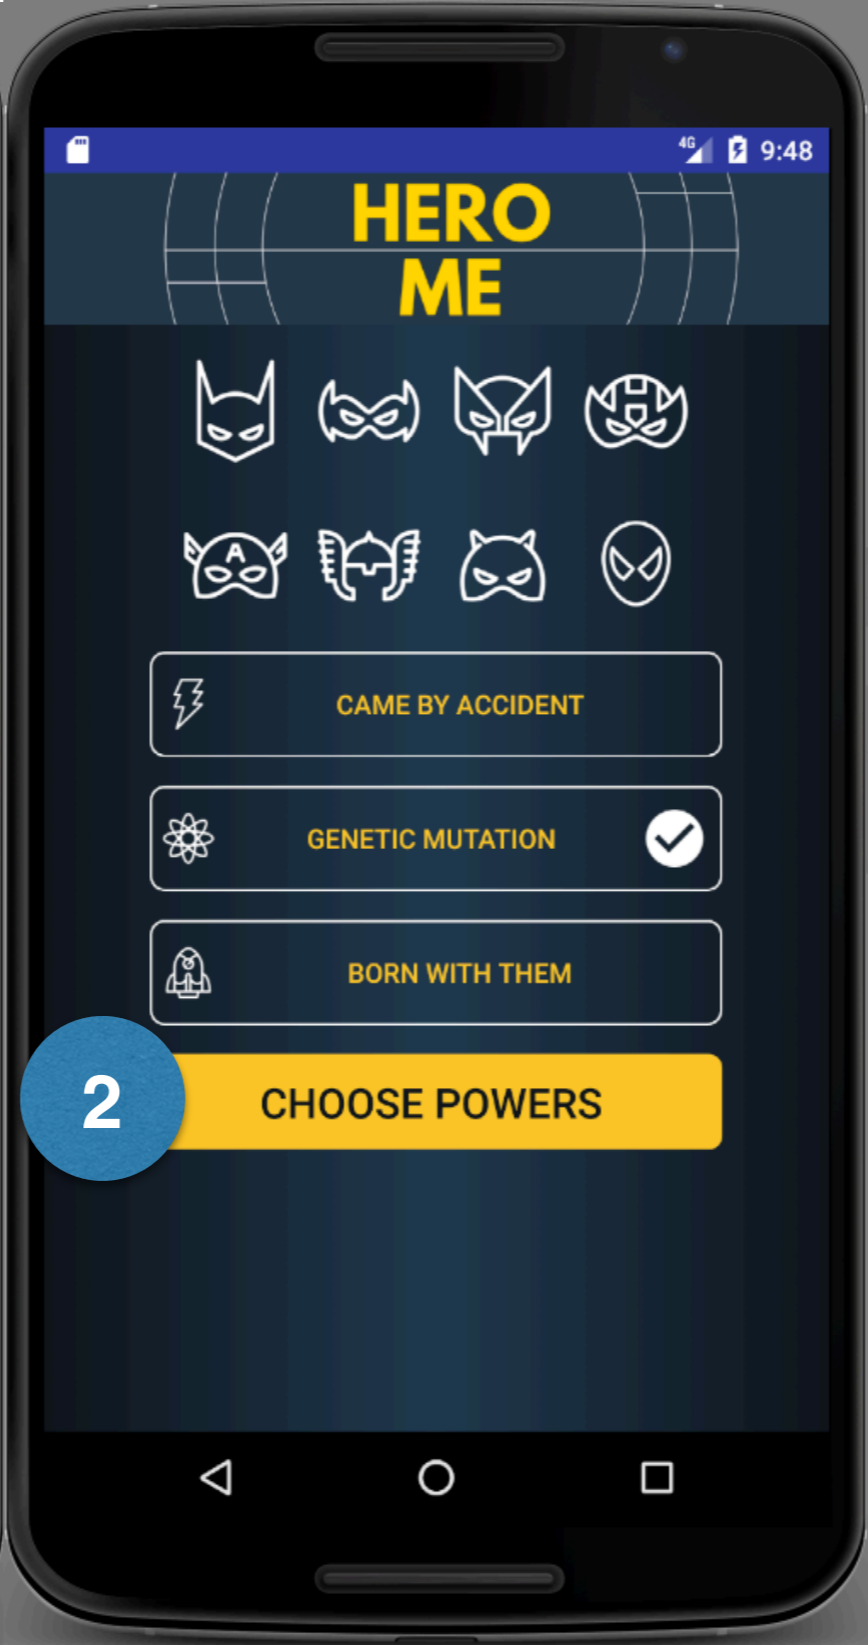 4G 9:48
HERO
ME
A
CAME BY ACCIDENT
GENETIC MUTATION
BORN WITH THEM
2
CHOOSE POWERS